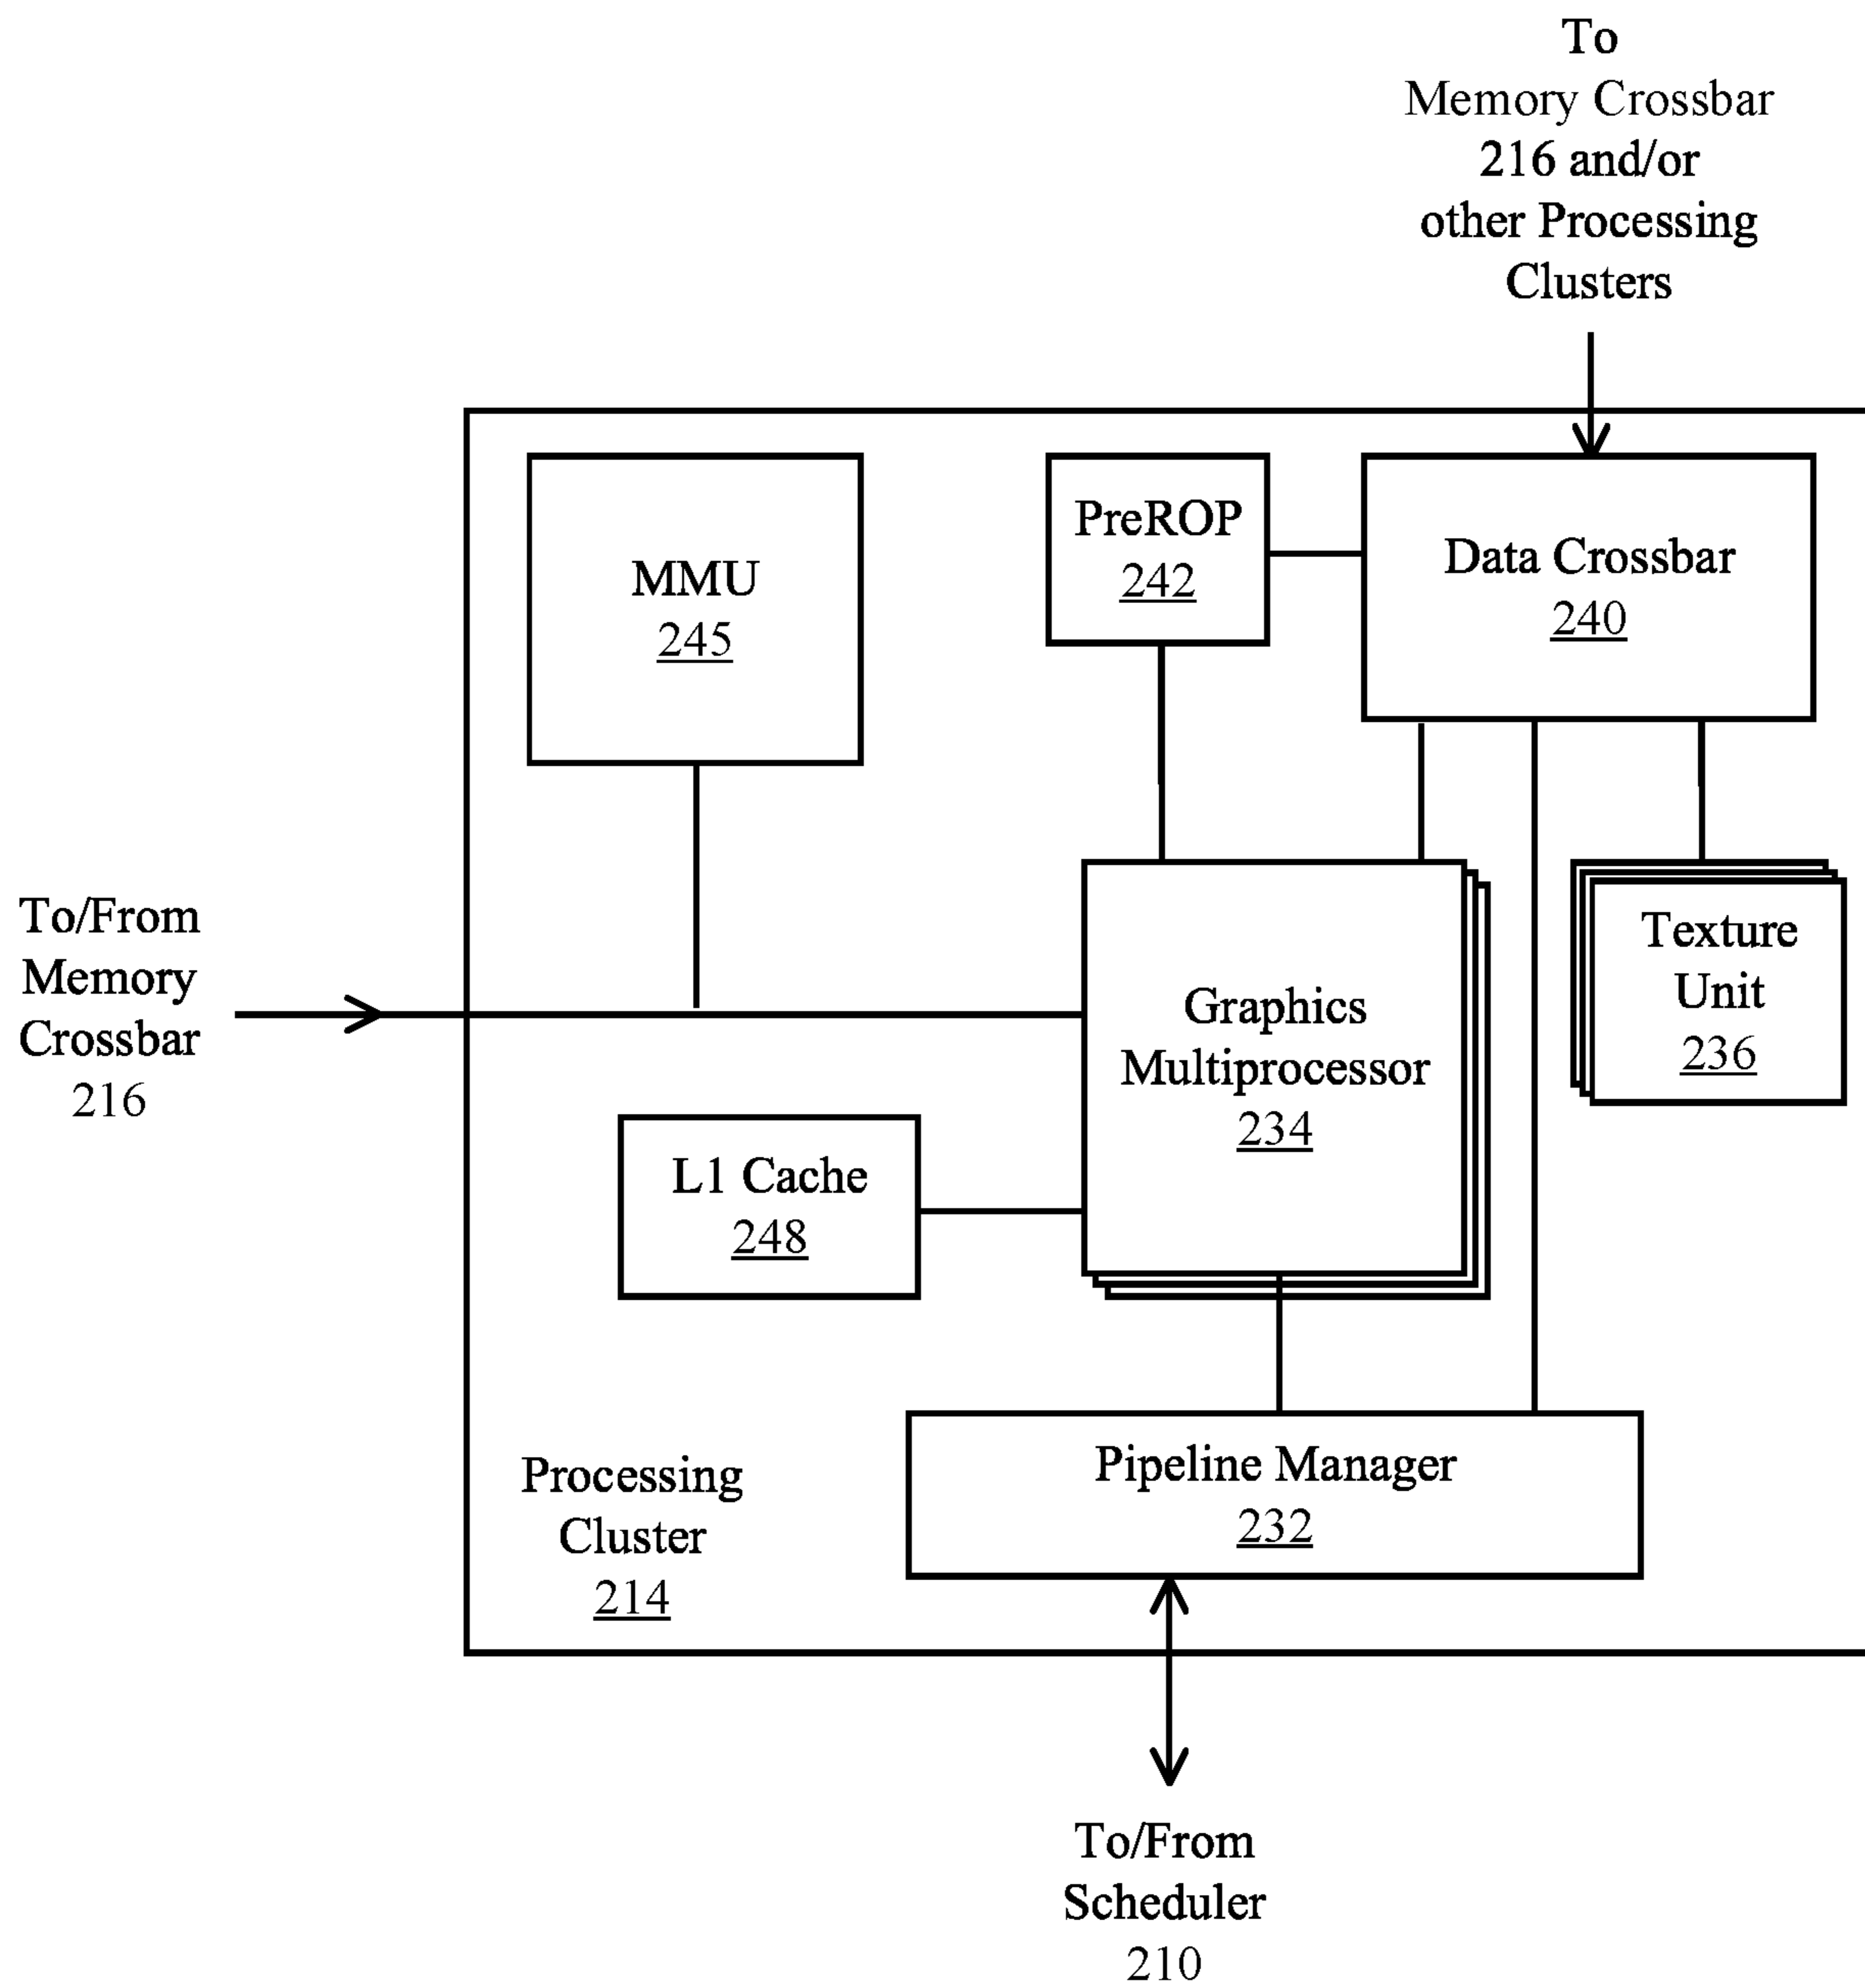 To
Memory Crossbar
216 and/or
other Processing
Clusters
MMU
245
PreROP
242
Data Crossbar
240
To/From
Memory
Crossbar
216
Graphics
Multiprocessor
234
Texture
Unit
236
L1 Cache
248
Pipeline Manager
232
Processing
Cluster
214
To/From
Scheduler
210